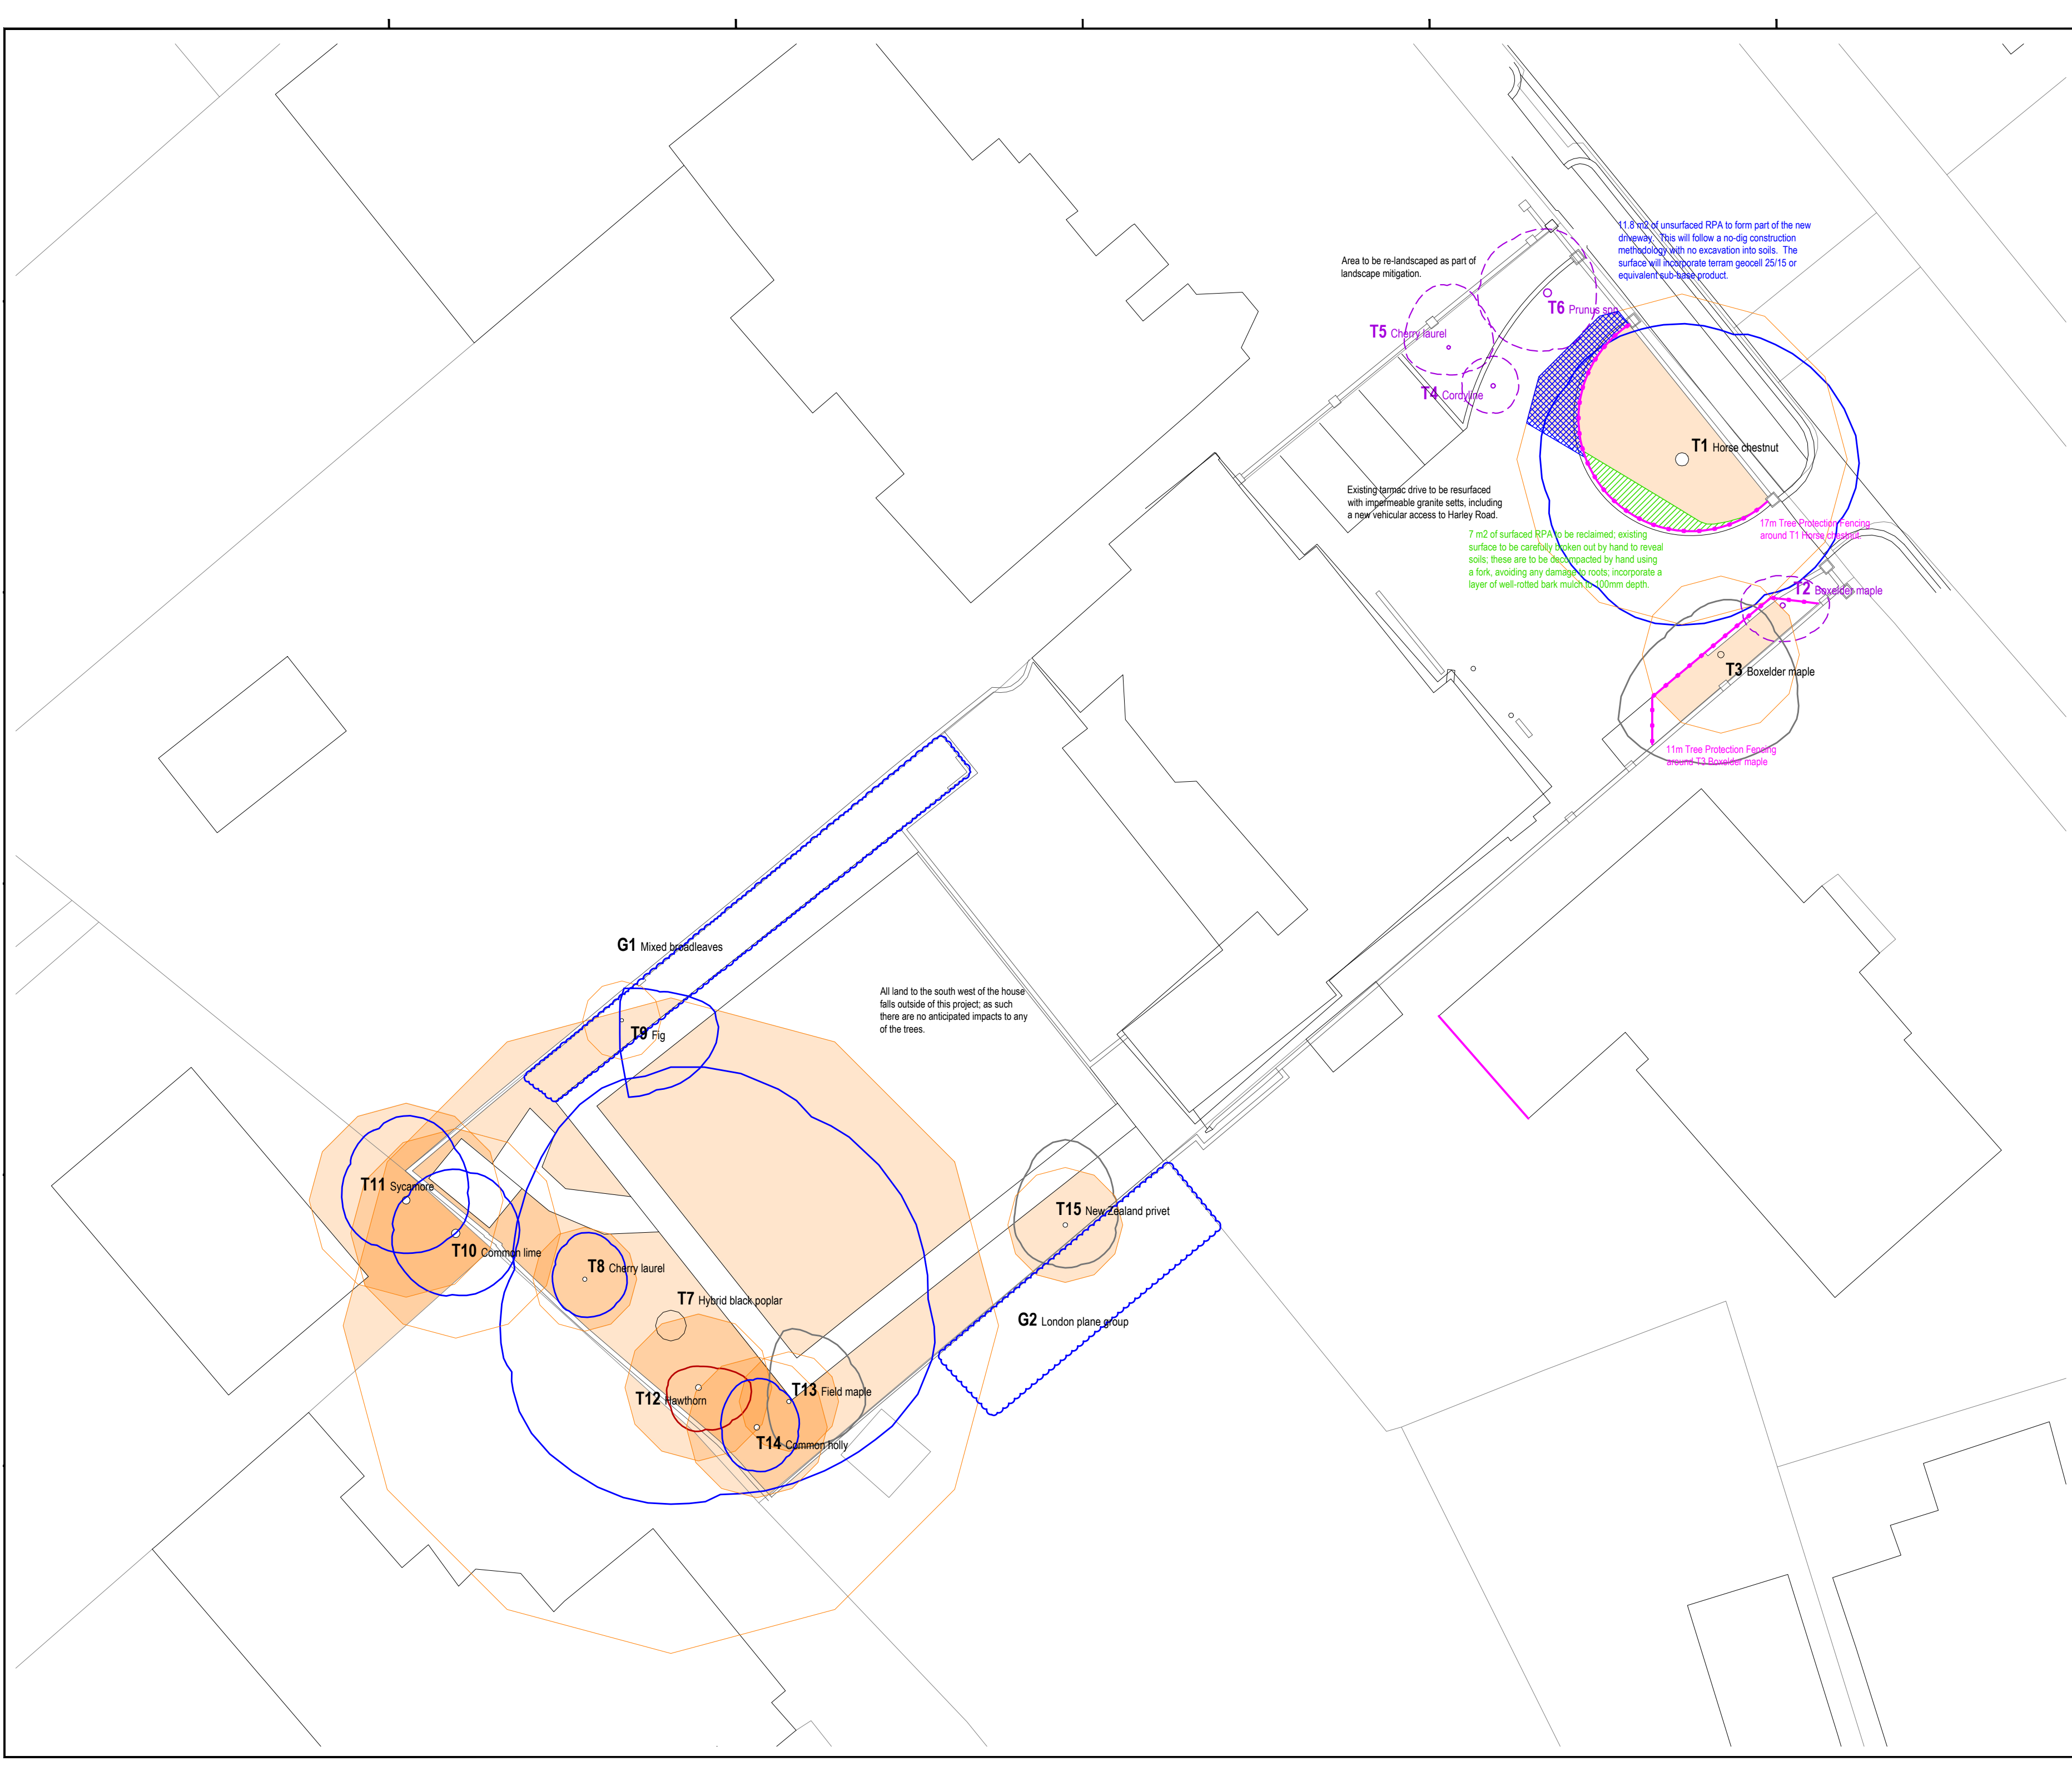 11.8 m2 of unsurfaced RPA to form part of the new
driveway. This will follow a no-dig construction
methodology with no excavation into soils. The
surface will incorporate terram geocell 25/15 or
equivalent sub-base product.
Area to be re-landscaped as part of
landscape mitigation.
T6 Prunus spp
T5 Cherry laurel
T4 Cordyline
T1 Horse chestnut
Existing tarmac drive to be resurfaced
with impermeable granite setts, including
a new vehicular access to Harley Road.
17m Tree Protection Fencing
around T1 Horse chestnut.
7 m2 of surfaced RPA to be reclaimed; existing
surface to be carefully broken out by hand to reveal
soils; these are to be decompacted by hand using
a fork, avoiding any damage to roots; incorporate a
layer of well-rotted bark mulch to 100mm depth.
T2 Boxelder maple
T3 Boxelder maple
11m Tree Protection Fencing
around T3 Boxelder maple
G1 Mixed broadleaves
All land to the south west of the house
falls outside of this project; as such
there are no anticipated impacts to any
of the trees.
T9 Fig
T11 Sycamore
T15 New Zealand privet
T10 Common lime
T8 Cherry laurel
T7 Hybrid black poplar
G2 London plane group
T13 Field maple
T12 Hawthorn
T14 Common holly